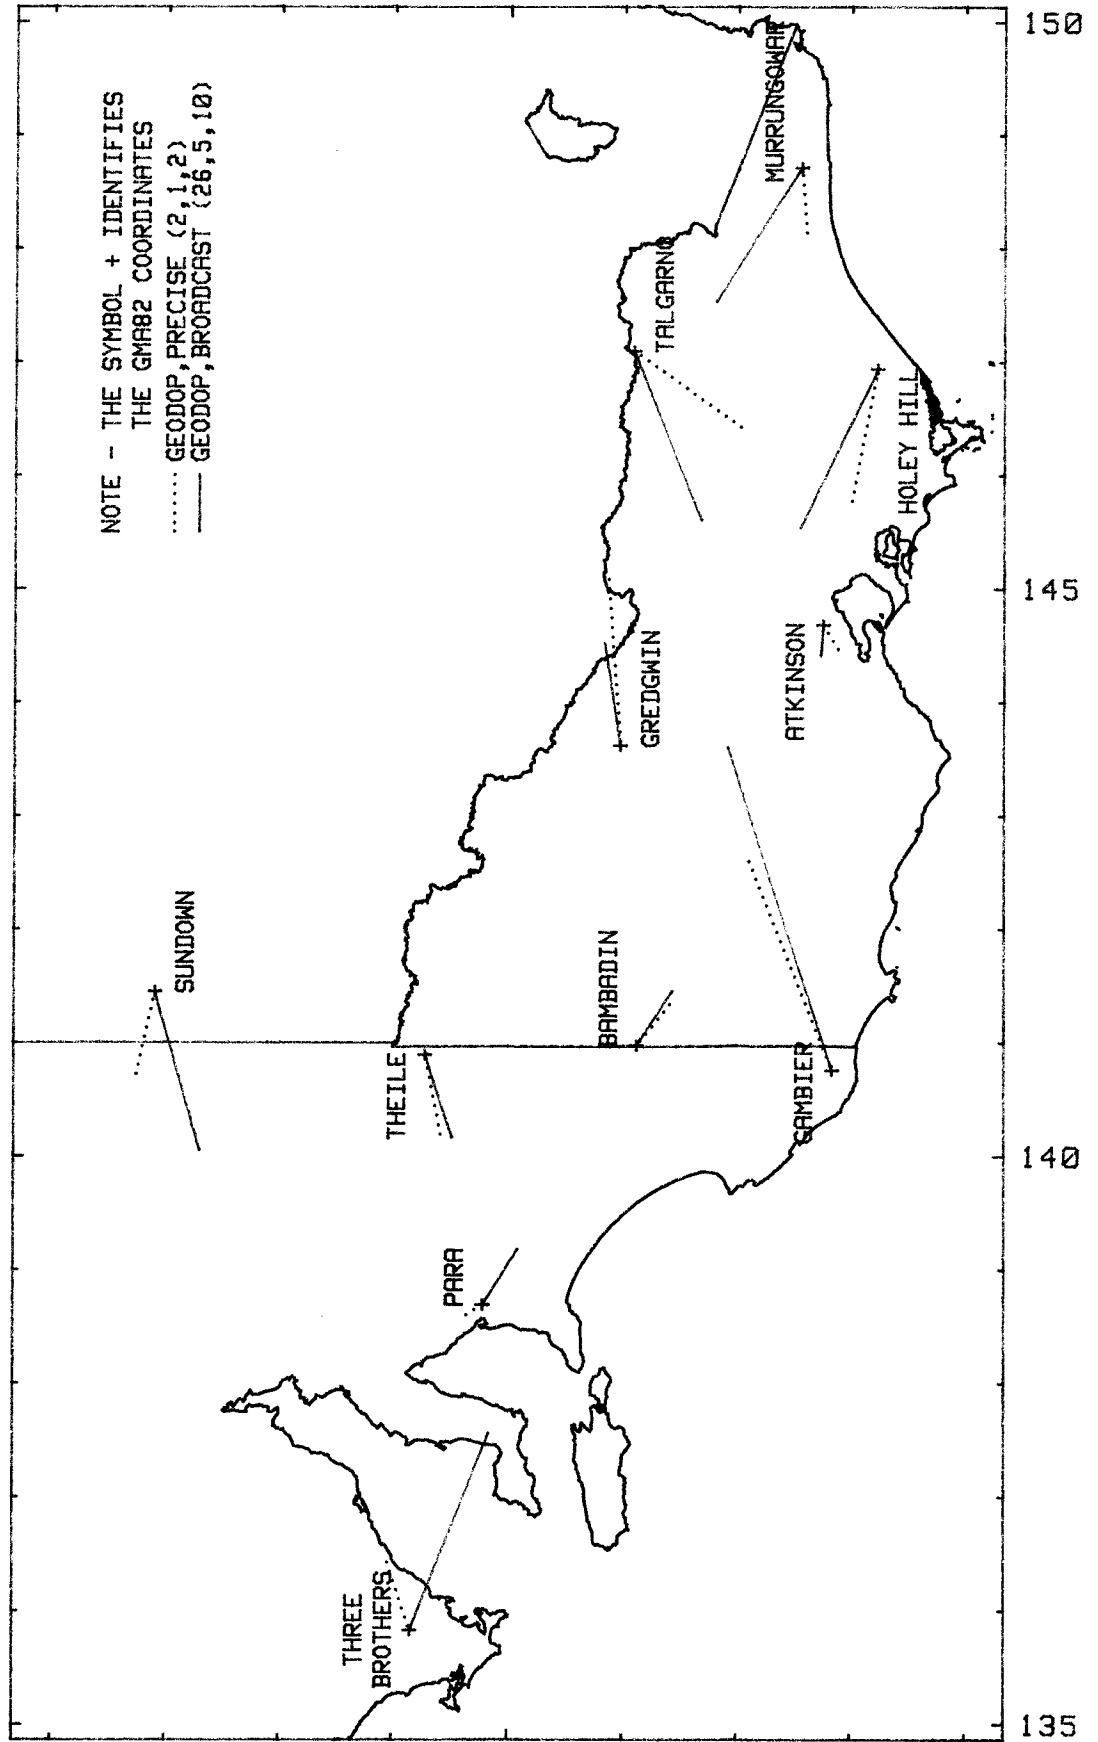 NOTE - THE SYMBOL + IDENTIFIES
THE GMA82 COORDINATES
GEODOP,PRECISE (2,1,2)
GEODOP,BROADCAST (26,5,10)
THREE
BROTHERS
PARA
THEILE
SUNDOWN
GAMBIER
BAMBADIN
GREDGWIN
ATKINSON
HOLEY HILL
TALGARNO
MURRUNGOWAR
135
140
145
150